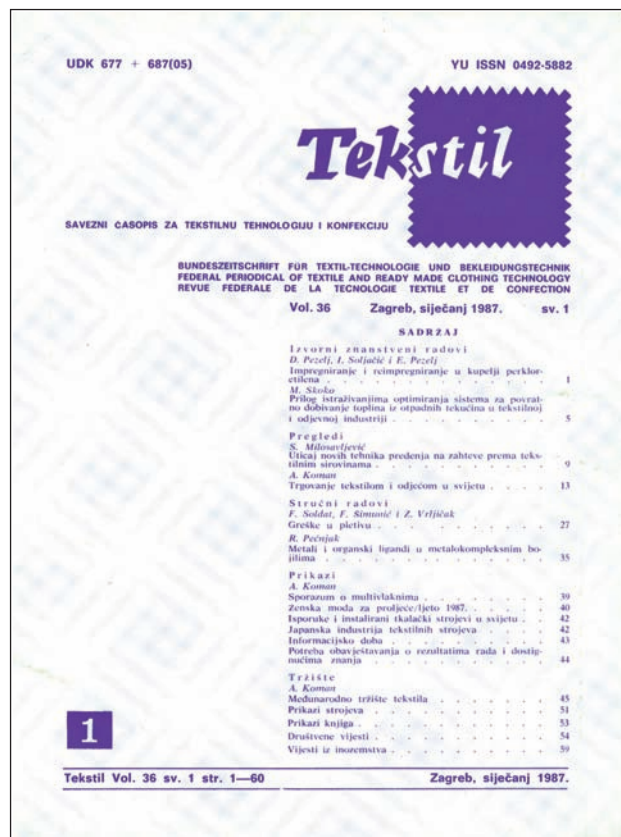 UDK 677 + 687(05)
YU ISSN 0492-5882
Tekstil
SAVEZNI ČASOPIS ZA TEKSTILNU TEHNOLOGIJU I KONFEKCIJU
BUNDESZEITSCHRIFT FÜR TEXTIL-TECHNOLOGIE UND BEKLEIDUNGSTECHNIK
FEDERAL PERIODICAL OF TEXTILE AND READY MADE CLOTHING TECHNOLOGY
REVUE FEDERALE DE LA TECNOLOGIE TEXTILE ET DE CONFECTION
Vol. 36 Zagreb, siječanj 1987. sv. 1
SADRŽAJ
Izvorni znanstveni radovi
D. Pezelj, I. Soljačić i E. Pezelj
Impregniranje i reimpregniranje u kupelji perklor-
etilena . . . . . . . . . . . . . 1
M. Skoko
Prilog istraživanjima optimiranja sistema za povrat-
no dobivanje toplina iz otpadnih tekućina u tekstilnoj
i odjevnoj industriji . . . . . . . . . . 5
Pregledi
S. Milosavljević
Uticaj novih tehnika predenja na zahteve prema teks-
tilnim sirovinama . . . . . . . . . . 9
A. Koman
Trgovanje tekstilom i odjećom u svijetu . . . . 13
Stručni radovi
F. Soldat, F. Simunić i Z. Vrljičak
Greške u pletivu . . . . . . . . . . . 27
R. Pečnjak
Metali i organski ligandi u metalokompleksnim bo-
jilima . . . . . . . . . . . . . 35
Prikazi
A. Koman
Sporazum o multivlaknima . . . . . . . . 39
Ženska moda za proljeće/ljeto 1987. . . . . . . 40
Isporuke i instalirani tkalački strojevi u svijetu . . 42
Japanska industrija tekstilnih strojeva . . . . . 42
Informacijsko doba . . . . . . . . . . 43
Potreba obavještavanja o rezultatima rada i dostig-
nućima znanja . . . . . . . . . . . 44
Tržište
A. Koman
Međunarodno tržište tekstila . . . . . . . . 45
Prikazi strojeva . . . . . . . . . . . 51
Prikazi knjiga . . . . . . . . . . . . 53
Društvene vijesti . . . . . . . . . . . 54
Vijesti iz inozemstva . . . . . . . . . . 59
1
Tekstil Vol. 36 sv. 1 str. 1—60 Zagreb, siječanj 1987.